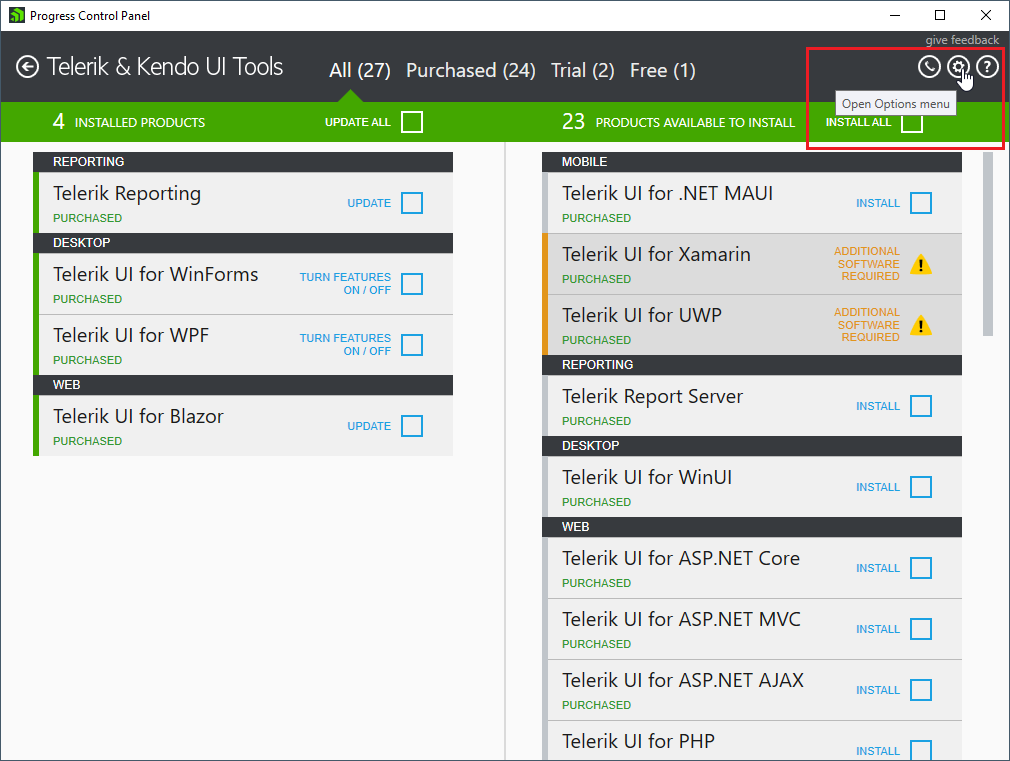 Progress Control Panel
give feedback
Telerik & Kendo UI Tools
All (27) Purchased (24) Trial (2) Free (1)
?
Open Options menu
4 INSTALLED PRODUCTS UPDATE ALL
23 PRODUCTS AVAILABLE TO INSTALL INSTALL ALL
REPORTING
Telerik Reporting
PURCHASED
UPDATE
DESKTOP
Telerik UI for WinForms
PURCHASED
TURN FEATURES
ON / OFF
Telerik UI for WPF
PURCHASED
TURN FEATURES
ON / OFF
WEB
Telerik UI for Blazor
PURCHASED
UPDATE
MOBILE
Telerik UI for .NET MAUI
PURCHASED
INSTALL
Telerik UI for Xamarin
PURCHASED
ADDITIONAL
SOFTWARE
REQUIRED
Telerik UI for UWP
PURCHASED
ADDITIONAL
SOFTWARE
REQUIRED
REPORTING
Telerik Report Server
PURCHASED
INSTALL
DESKTOP
Telerik UI for WinUI
PURCHASED
INSTALL
WEB
Telerik UI for ASP.NET Core
PURCHASED
INSTALL
Telerik UI for ASP.NET MVC
PURCHASED
INSTALL
Telerik UI for ASP.NET AJAX
PURCHASED
INSTALL
Telerik UI for PHP
INSTALL